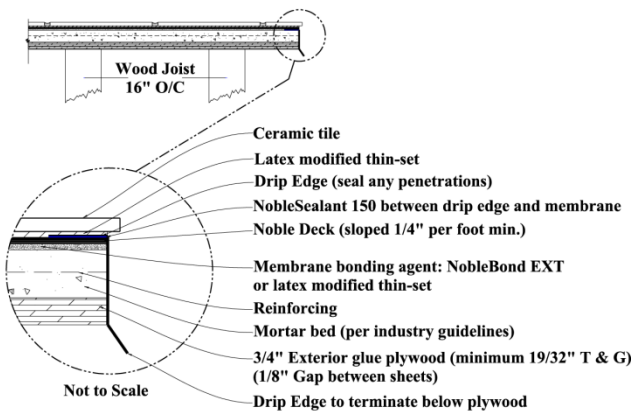 Wood Joist
16" O/C
Ceramic tile
Latex modified thin-set
Drip Edge (seal any penetrations)
NobleSealant 150 between drip edge and membrane
Noble Deck (sloped 1/4" per foot min.)
Membrane bonding agent: NobleBond EXT
or latex modified thin-set
Reinforcing
Mortar bed (per industry guidelines)
3/4" Exterior glue plywood (minimum 19/32" T & G)
(1/8" Gap between sheets)
Drip Edge to terminate below plywood
Not to Scale